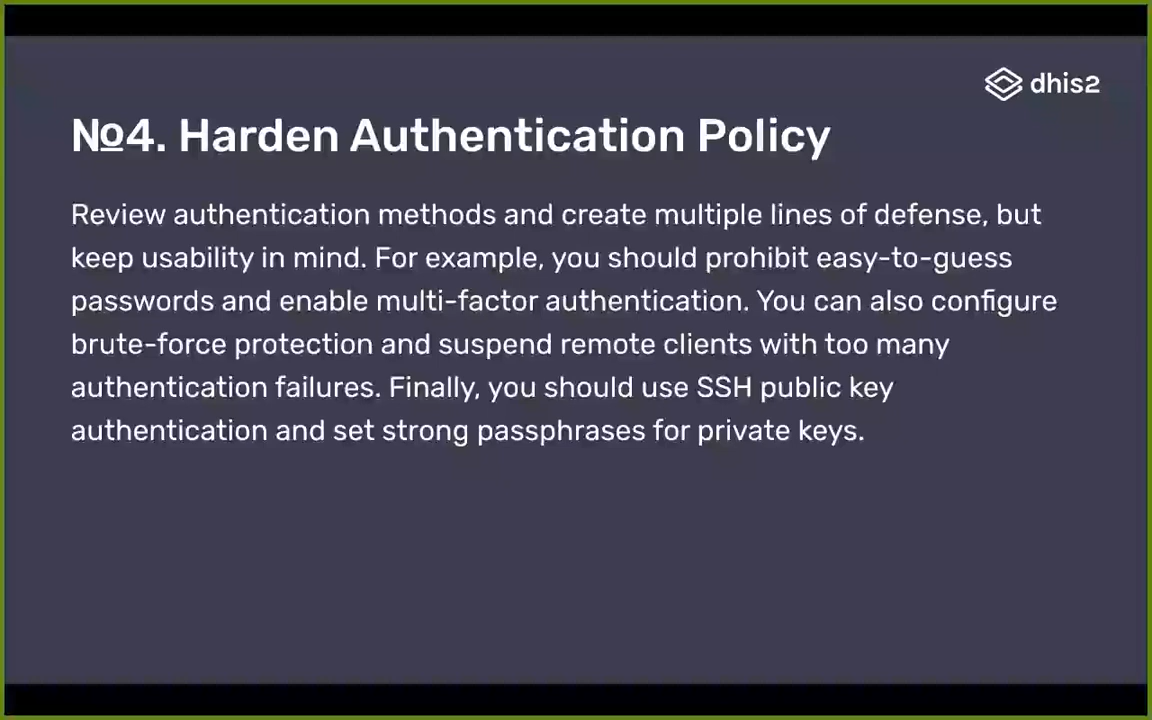 dhis2
№4. Harden Authentication Policy
Review authentication methods and create multiple lines of defense, but
keep usability in mind. For example, you should prohibit easy-to-guess
passwords and enable multi-factor authentication. You can also configure
brute-force protection and suspend remote clients with too many
authentication failures. Finally, you should use SSH public key
authentication and set strong passphrases for private keys.